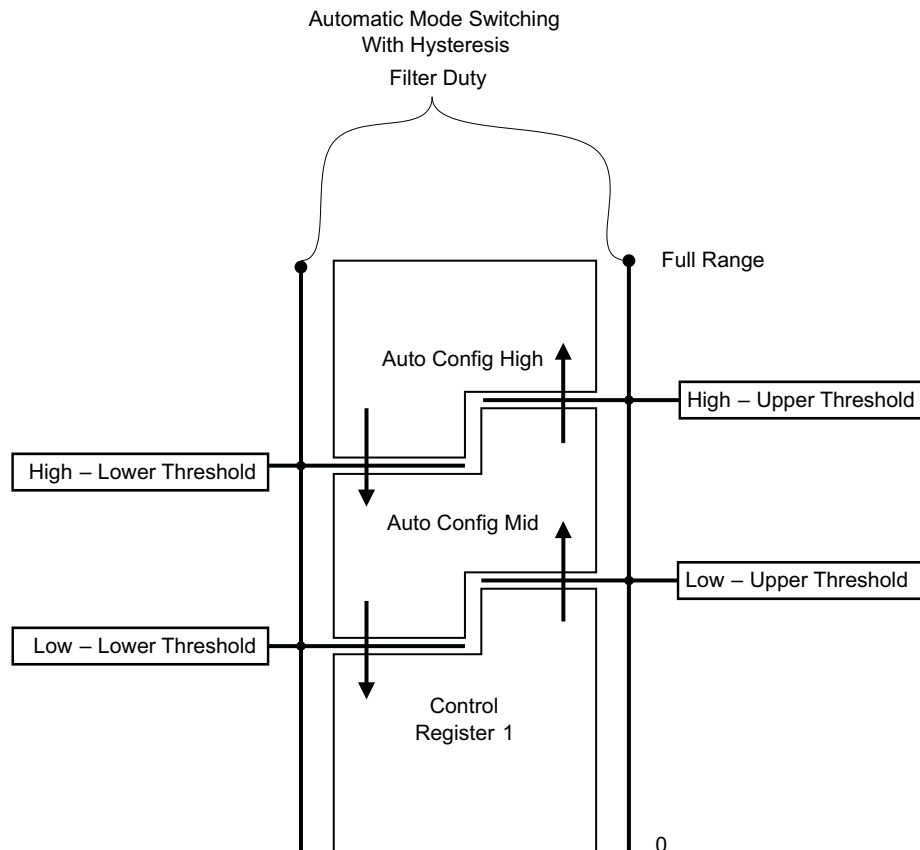 Automatic Mode Switching
With Hysteresis
Filter Duty
Full Range
Auto Config High
High – Upper Threshold
High – Lower Threshold
Auto Config Mid
Low – Upper Threshold
Low – Lower Threshold
Control
Register 1
0